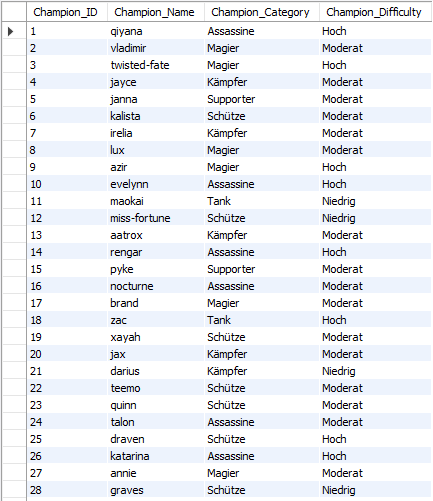 Champion_ID Champion_Name Champion_Category Champion_Difficulty
1 qiyana Assassine Hoch
2 vladimir Magier Moderat
3 twisted-fate Magier Hoch
4 jayce Kämpfer Moderat
5 janna Supporter Moderat
6 kalista Schütze Moderat
7 irelia Kämpfer Moderat
8 lux Magier Moderat
9 azir Magier Hoch
10 evelynn Assassine Hoch
11 maokai Tank Niedrig
12 miss-fortune Schütze Niedrig
13 aatrox Kämpfer Moderat
14 rengar Assassine Hoch
15 pyke Supporter Moderat
16 nocturne Assassine Moderat
17 brand Magier Moderat
18 zac Tank Hoch
19 xayah Schütze Moderat
20 jax Kämpfer Moderat
21 darius Kämpfer Niedrig
22 teemo Schütze Moderat
23 quinn Schütze Moderat
24 talon Assassine Moderat
25 draven Schütze Hoch
26 katarina Assassine Hoch
27 annie Magier Moderat
28 graves Schütze Niedrig